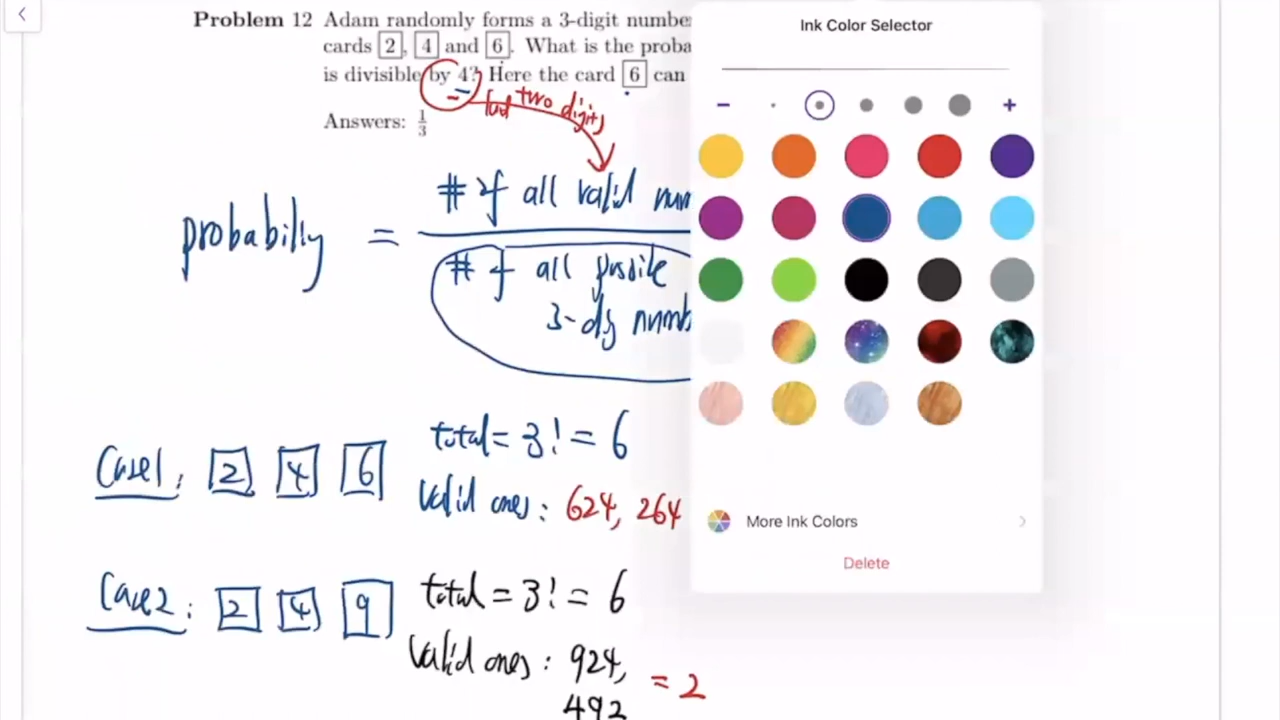 Problem 12 Adam randomly forms a 3-digit numbe
cards 2, 4 and 6. What is the proba
is divisible by 4? Here the card 6 can
two digits
Answers: 1/3
# of all valid num
probabiliy =
# of all possile
3-dg numb
Case1: 2 4 6
total = 3! = 6
Valid ones: 624, 264
Case2: 2 4 9
total = 3! = 6
Valid ones: 924,
492
= 2
Ink Color Selector
- +
More Ink Colors
Delete